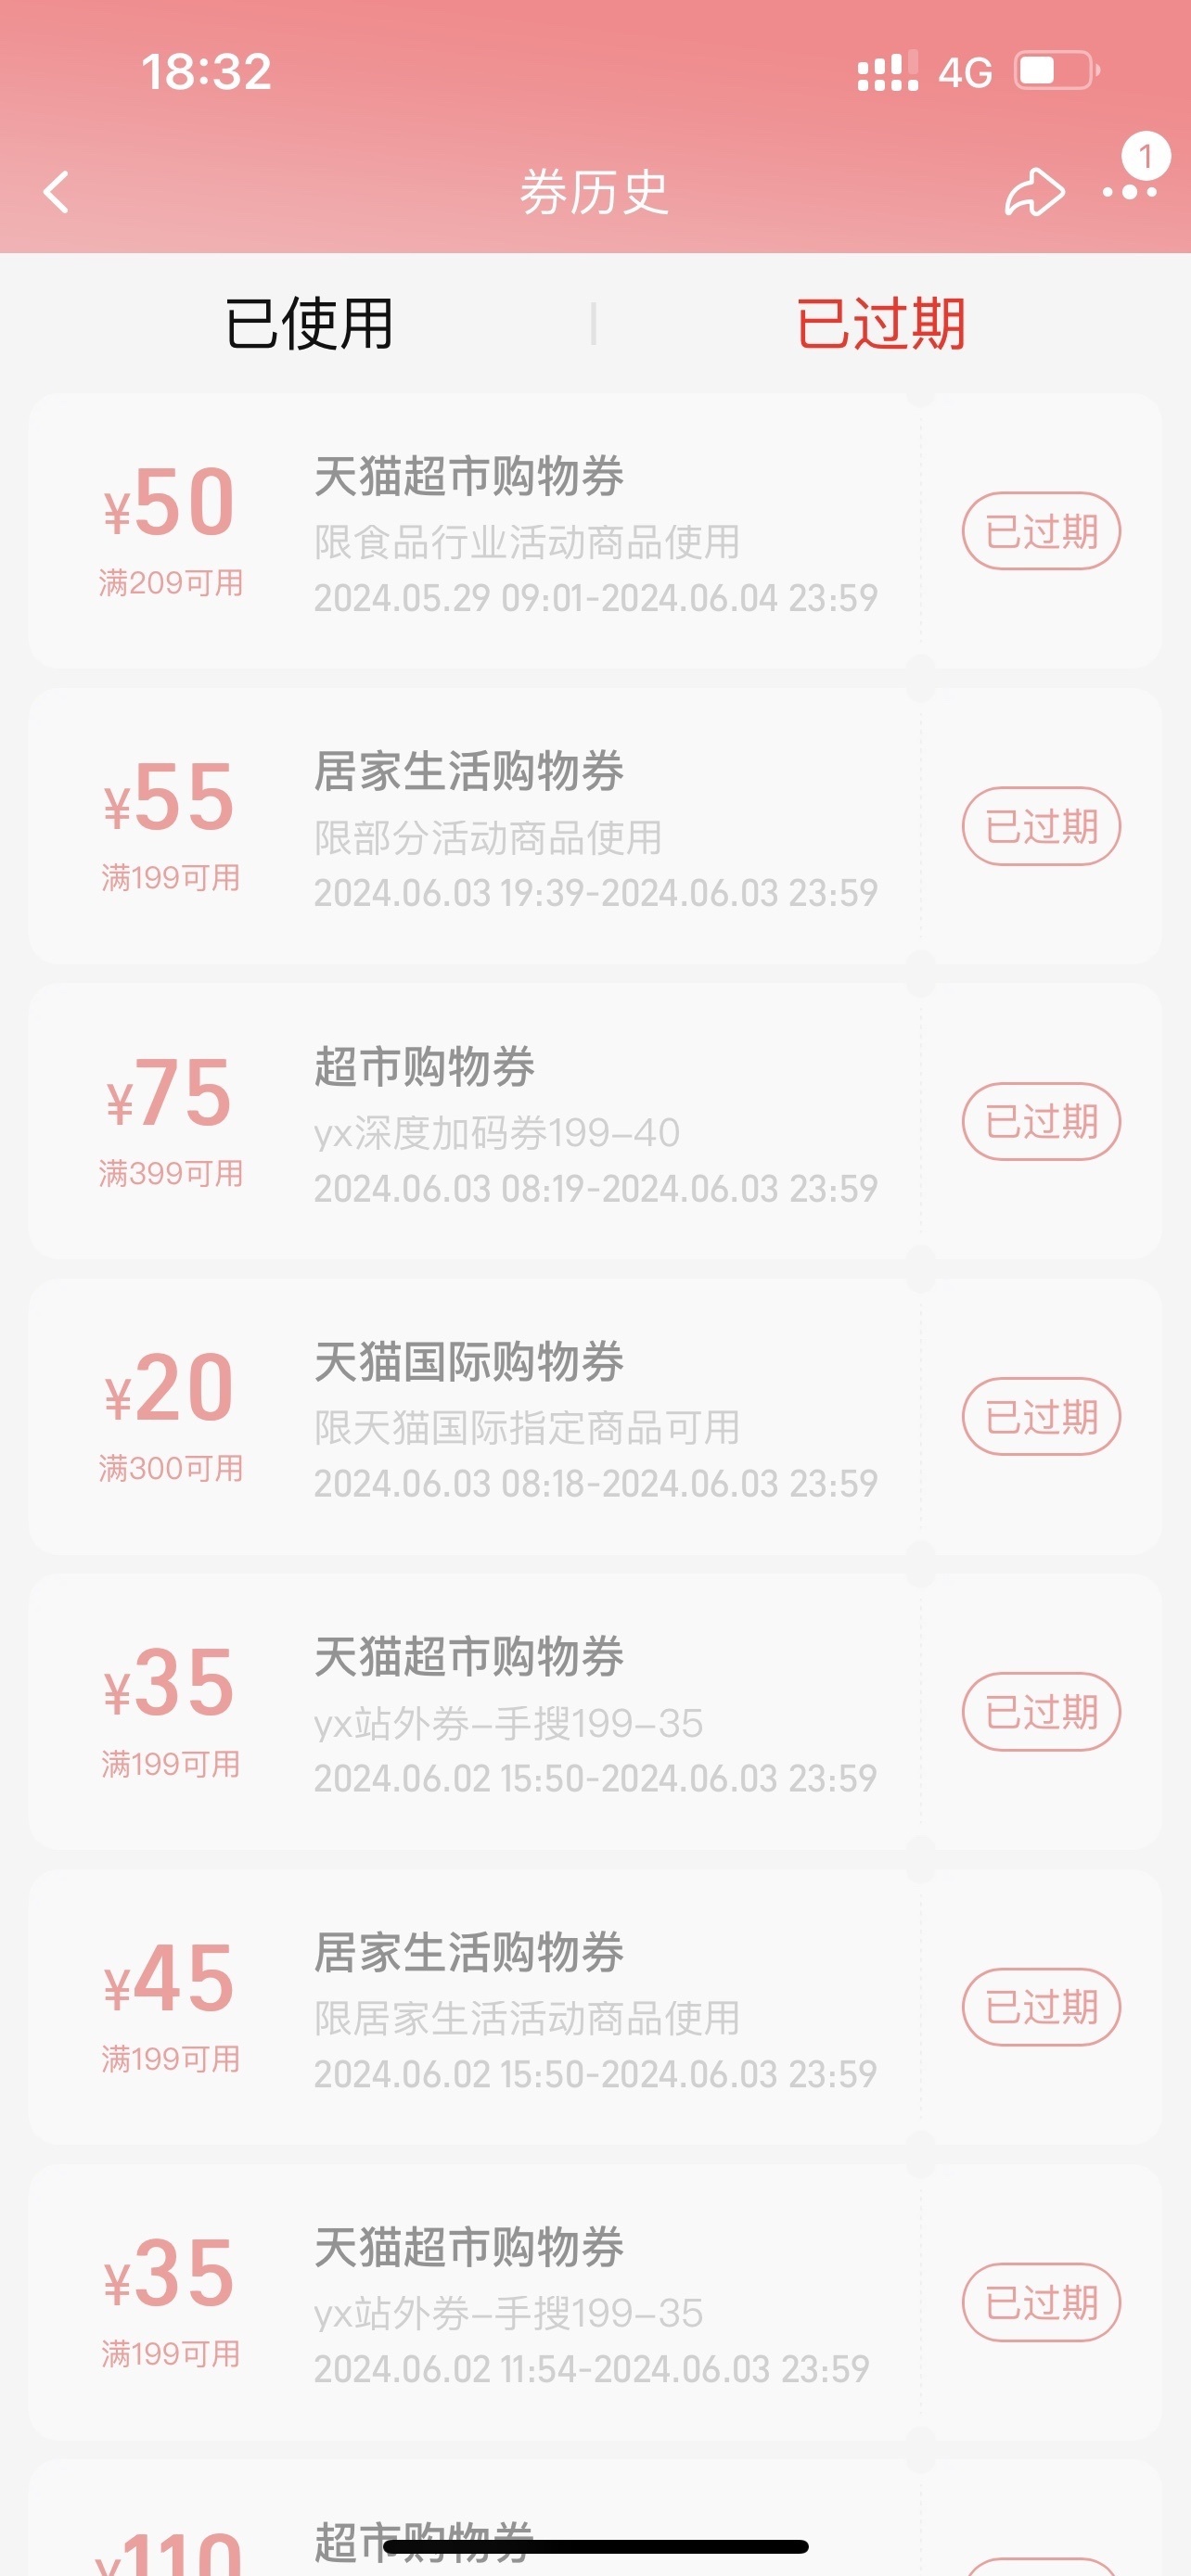 18:32 4G
券历史
1
已使用 已过期
¥50
满209可用
天猫超市购物券
限食品行业活动商品使用
2024.05.29 09:01-2024.06.04 23:59
已过期
¥55
满199可用
居家生活购物券
限部分活动商品使用
2024.06.03 19:39-2024.06.03 23:59
已过期
¥75
满399可用
超市购物券
yx深度加码券199-40
2024.06.03 08:19-2024.06.03 23:59
已过期
¥20
满300可用
天猫国际购物券
限天猫国际指定商品可用
2024.06.03 08:18-2024.06.03 23:59
已过期
¥35
满199可用
天猫超市购物券
yx站外券-手搜199-35
2024.06.02 15:50-2024.06.03 23:59
已过期
¥45
满199可用
居家生活购物券
限居家生活活动商品使用
2024.06.02 15:50-2024.06.03 23:59
已过期
¥35
满199可用
天猫超市购物券
yx站外券-手搜199-35
2024.06.02 11:54-2024.06.03 23:59
已过期
¥110
超市购物券